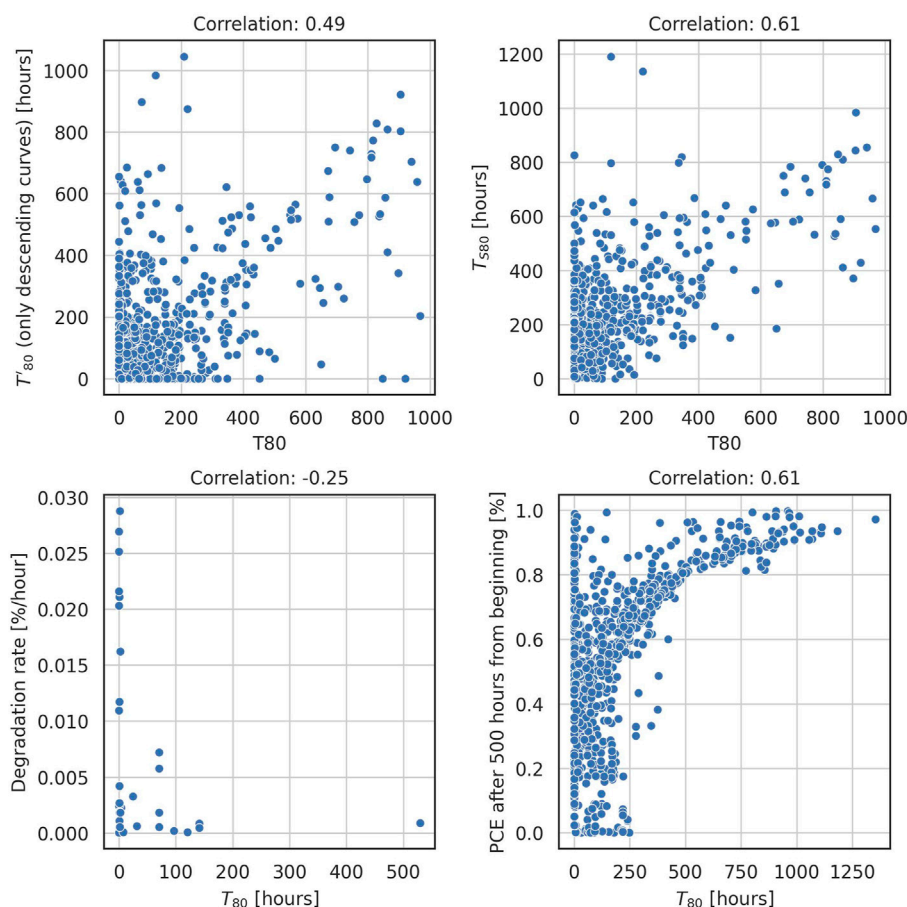 Correlation: 0.49
T'80 (only descending curves) [hours]
1000
800
600
400
200
0
0 200 400 600 800 1000
T80
Correlation: 0.61
TS80 [hours]
1200
1000
800
600
400
200
0
0 200 400 600 800 1000
T80
Correlation: -0.25
Degradation rate [%/hour]
0.030
0.025
0.020
0.015
0.010
0.005
0.000
0 100 200 300 400 500
T80 [hours]
Correlation: 0.61
PCE after 500 hours from beginning [%]
1.0
0.8
0.6
0.4
0.2
0.0
0 250 500 750 1000 1250
T80 [hours]